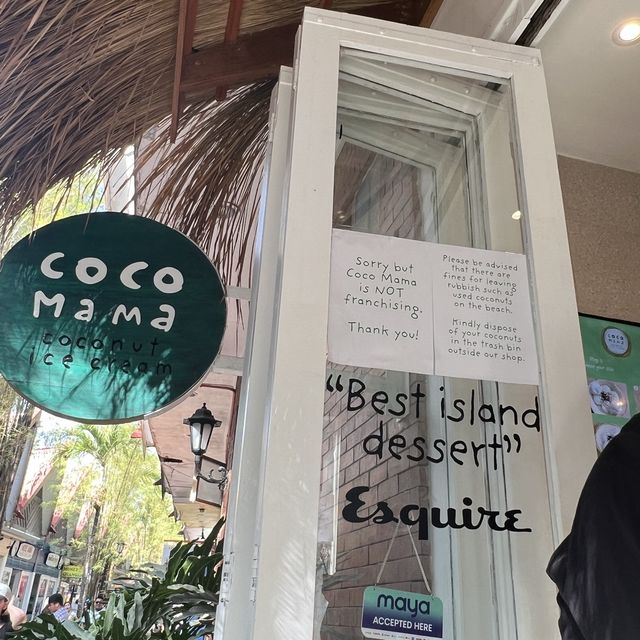 COCO
MaMa
coconut
ice cream
Sorry, but
Coco Mama
is NOT
franchising.
Thank you!
Please be advised
that there are
fines for leaving
rubbish such as
used coconuts
on the beach.
Kindly dispose
of your coconuts
in the trash bin
outside our shop.
"Best island
dessert"
Esquire
maya
ACCEPTED HERE
COCO
MaMa